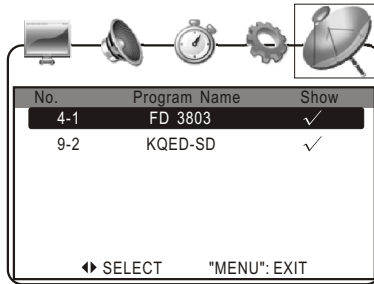 No. Program Name Show
4-1 FD 3803 √
9-2 KQED-SD √
◀▶ SELECT "MENU": EXIT